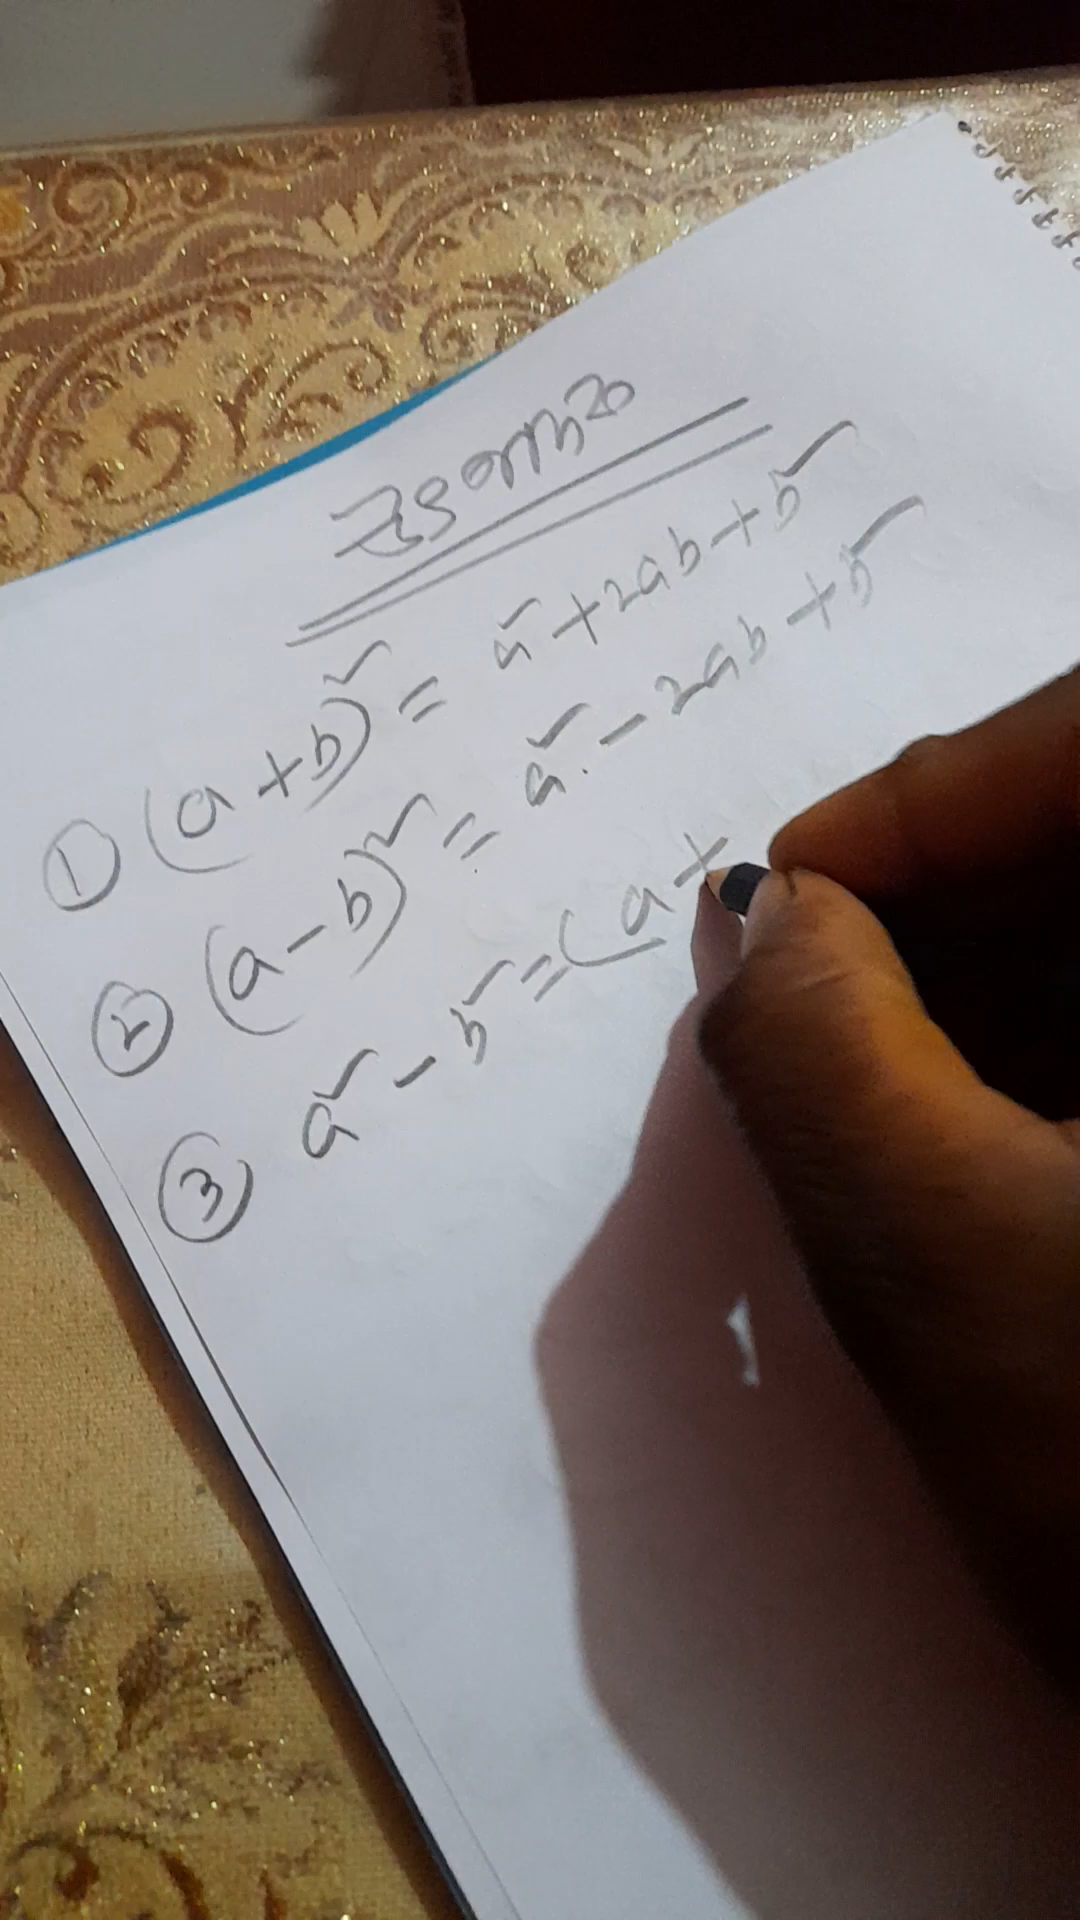 ① (a+b)² = a² + 2ab + b²
② (a-b)² = a² - 2ab + b²
③ a² - b² = (a+